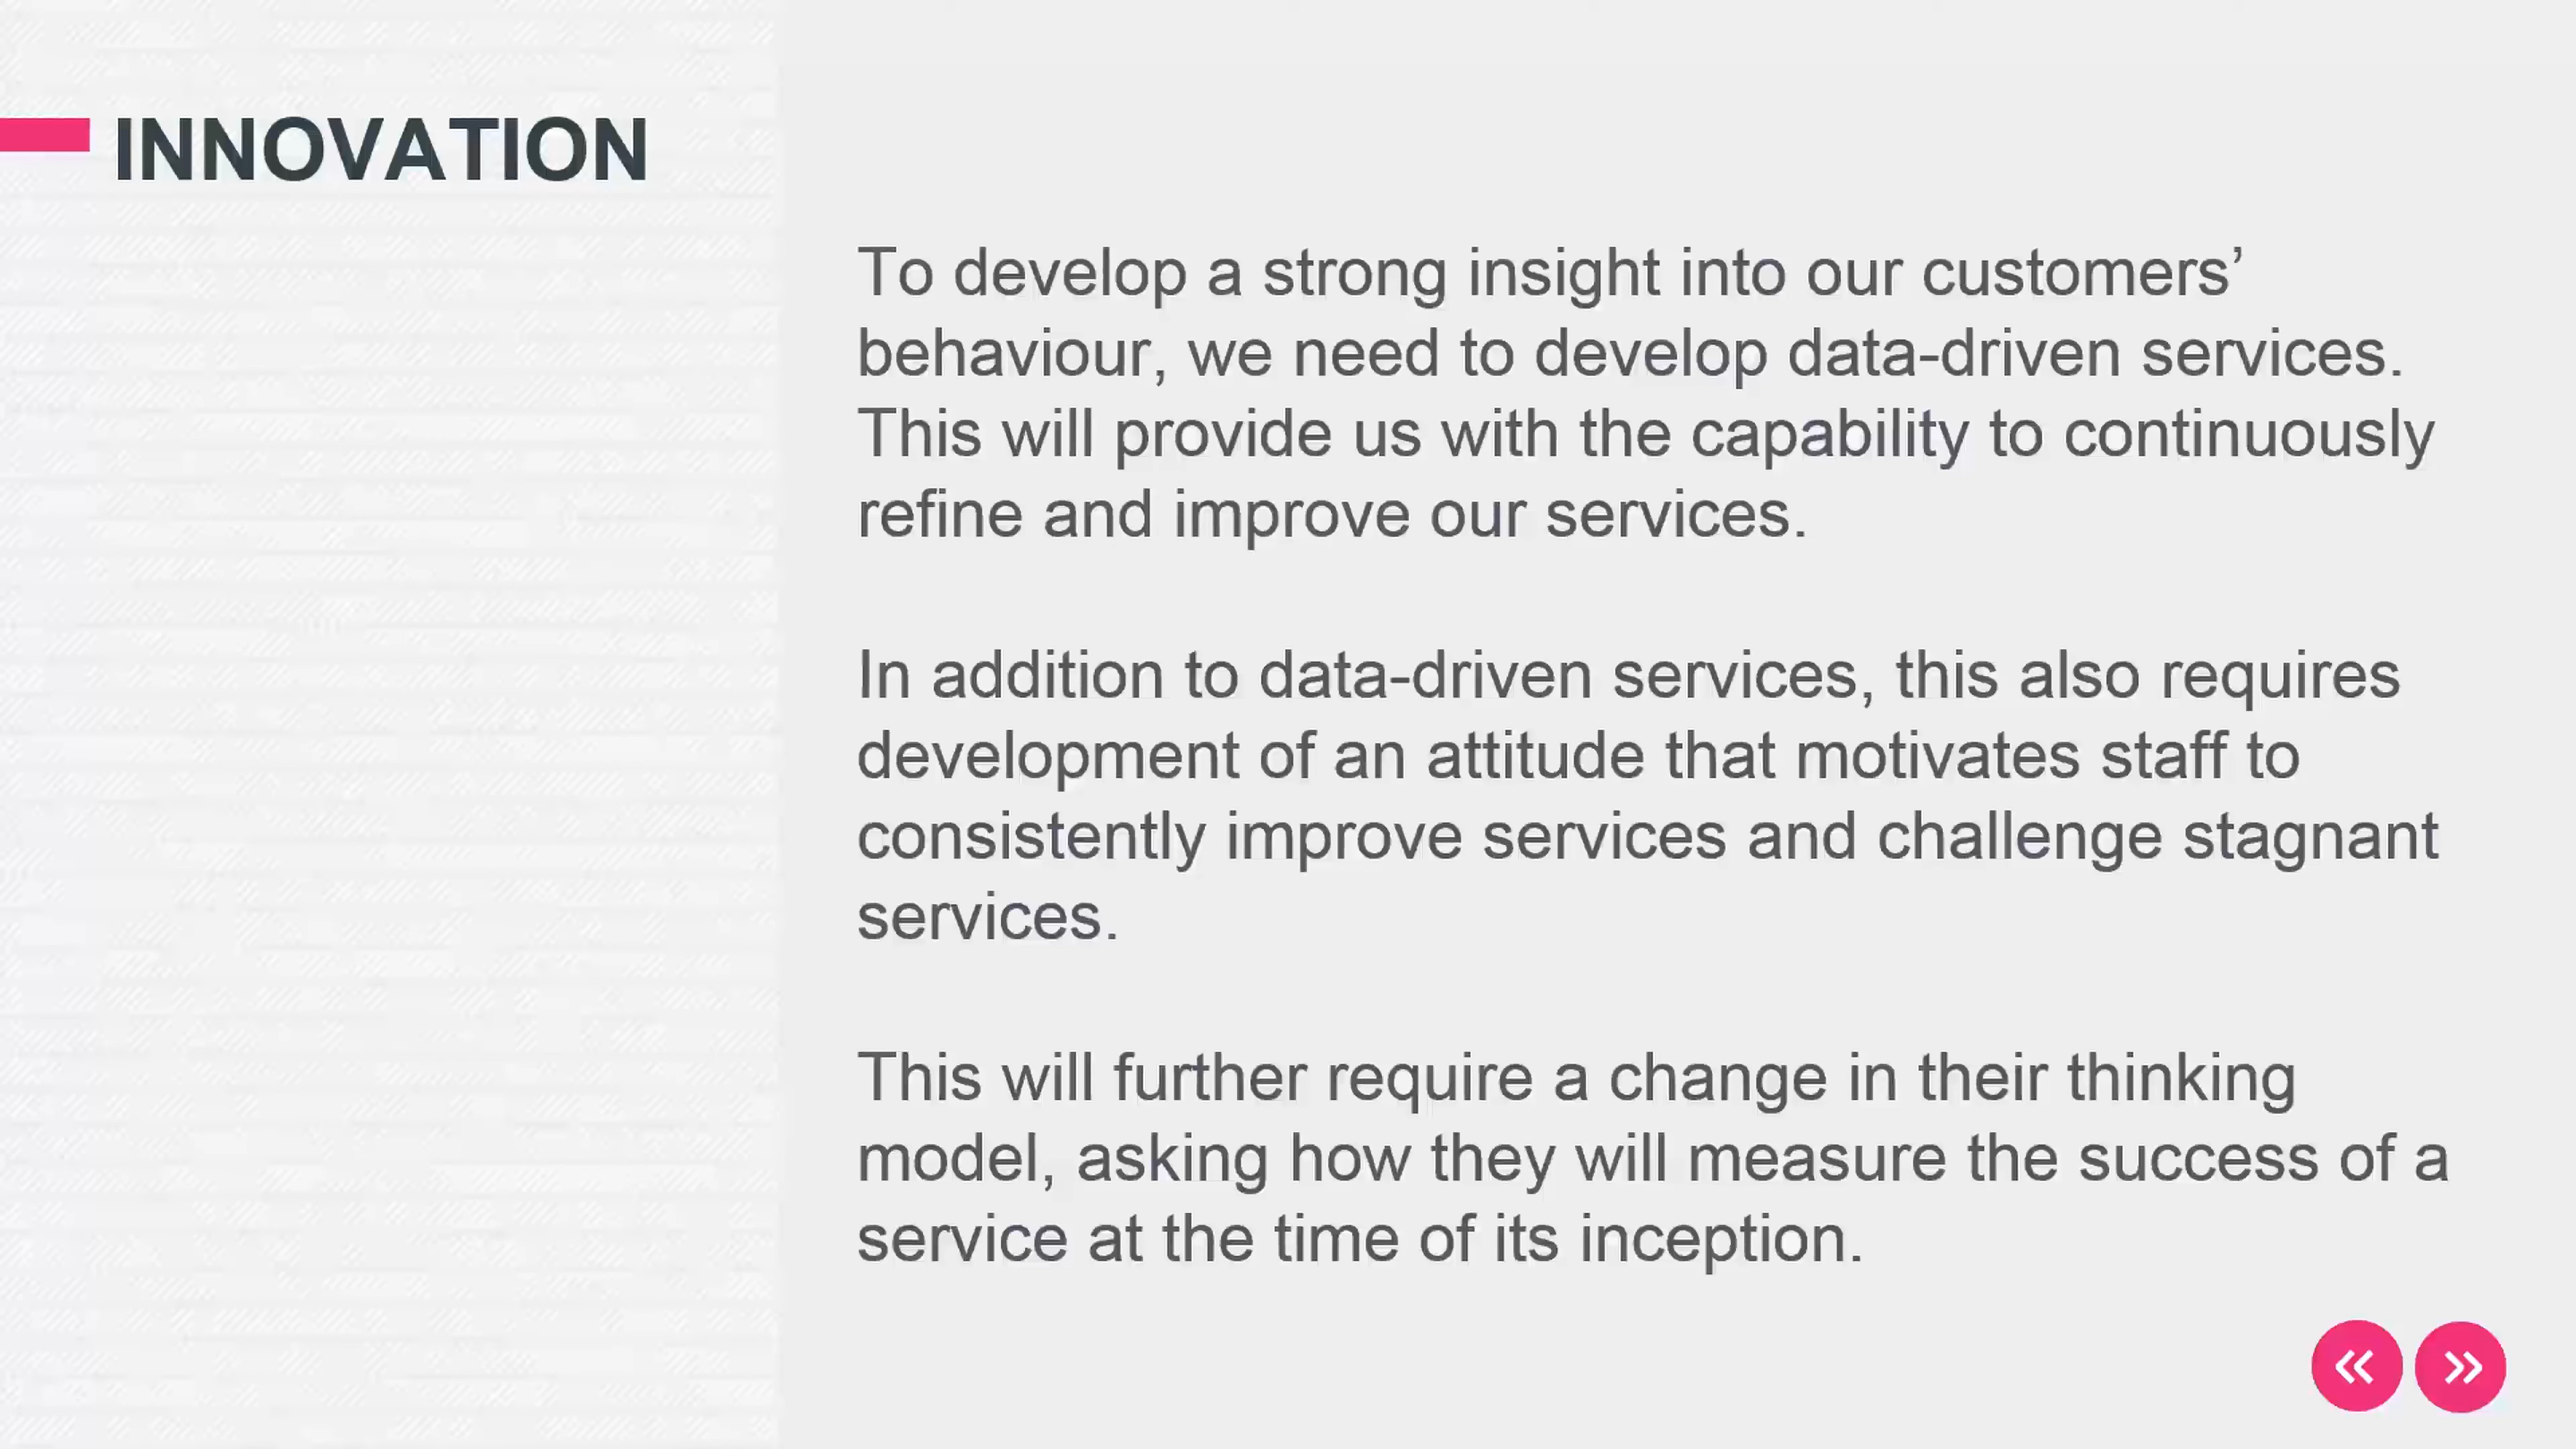 INNOVATION
To develop a strong insight into our customers’
behaviour, we need to develop data-driven services.
This will provide us with the capability to continuously
refine and improve our services.
In addition to data-driven services, this also requires
development of an attitude that motivates staff to
consistently improve services and challenge stagnant
services.
This will further require a change in their thinking
model, asking how they will measure the success of a
service at the time of its inception.